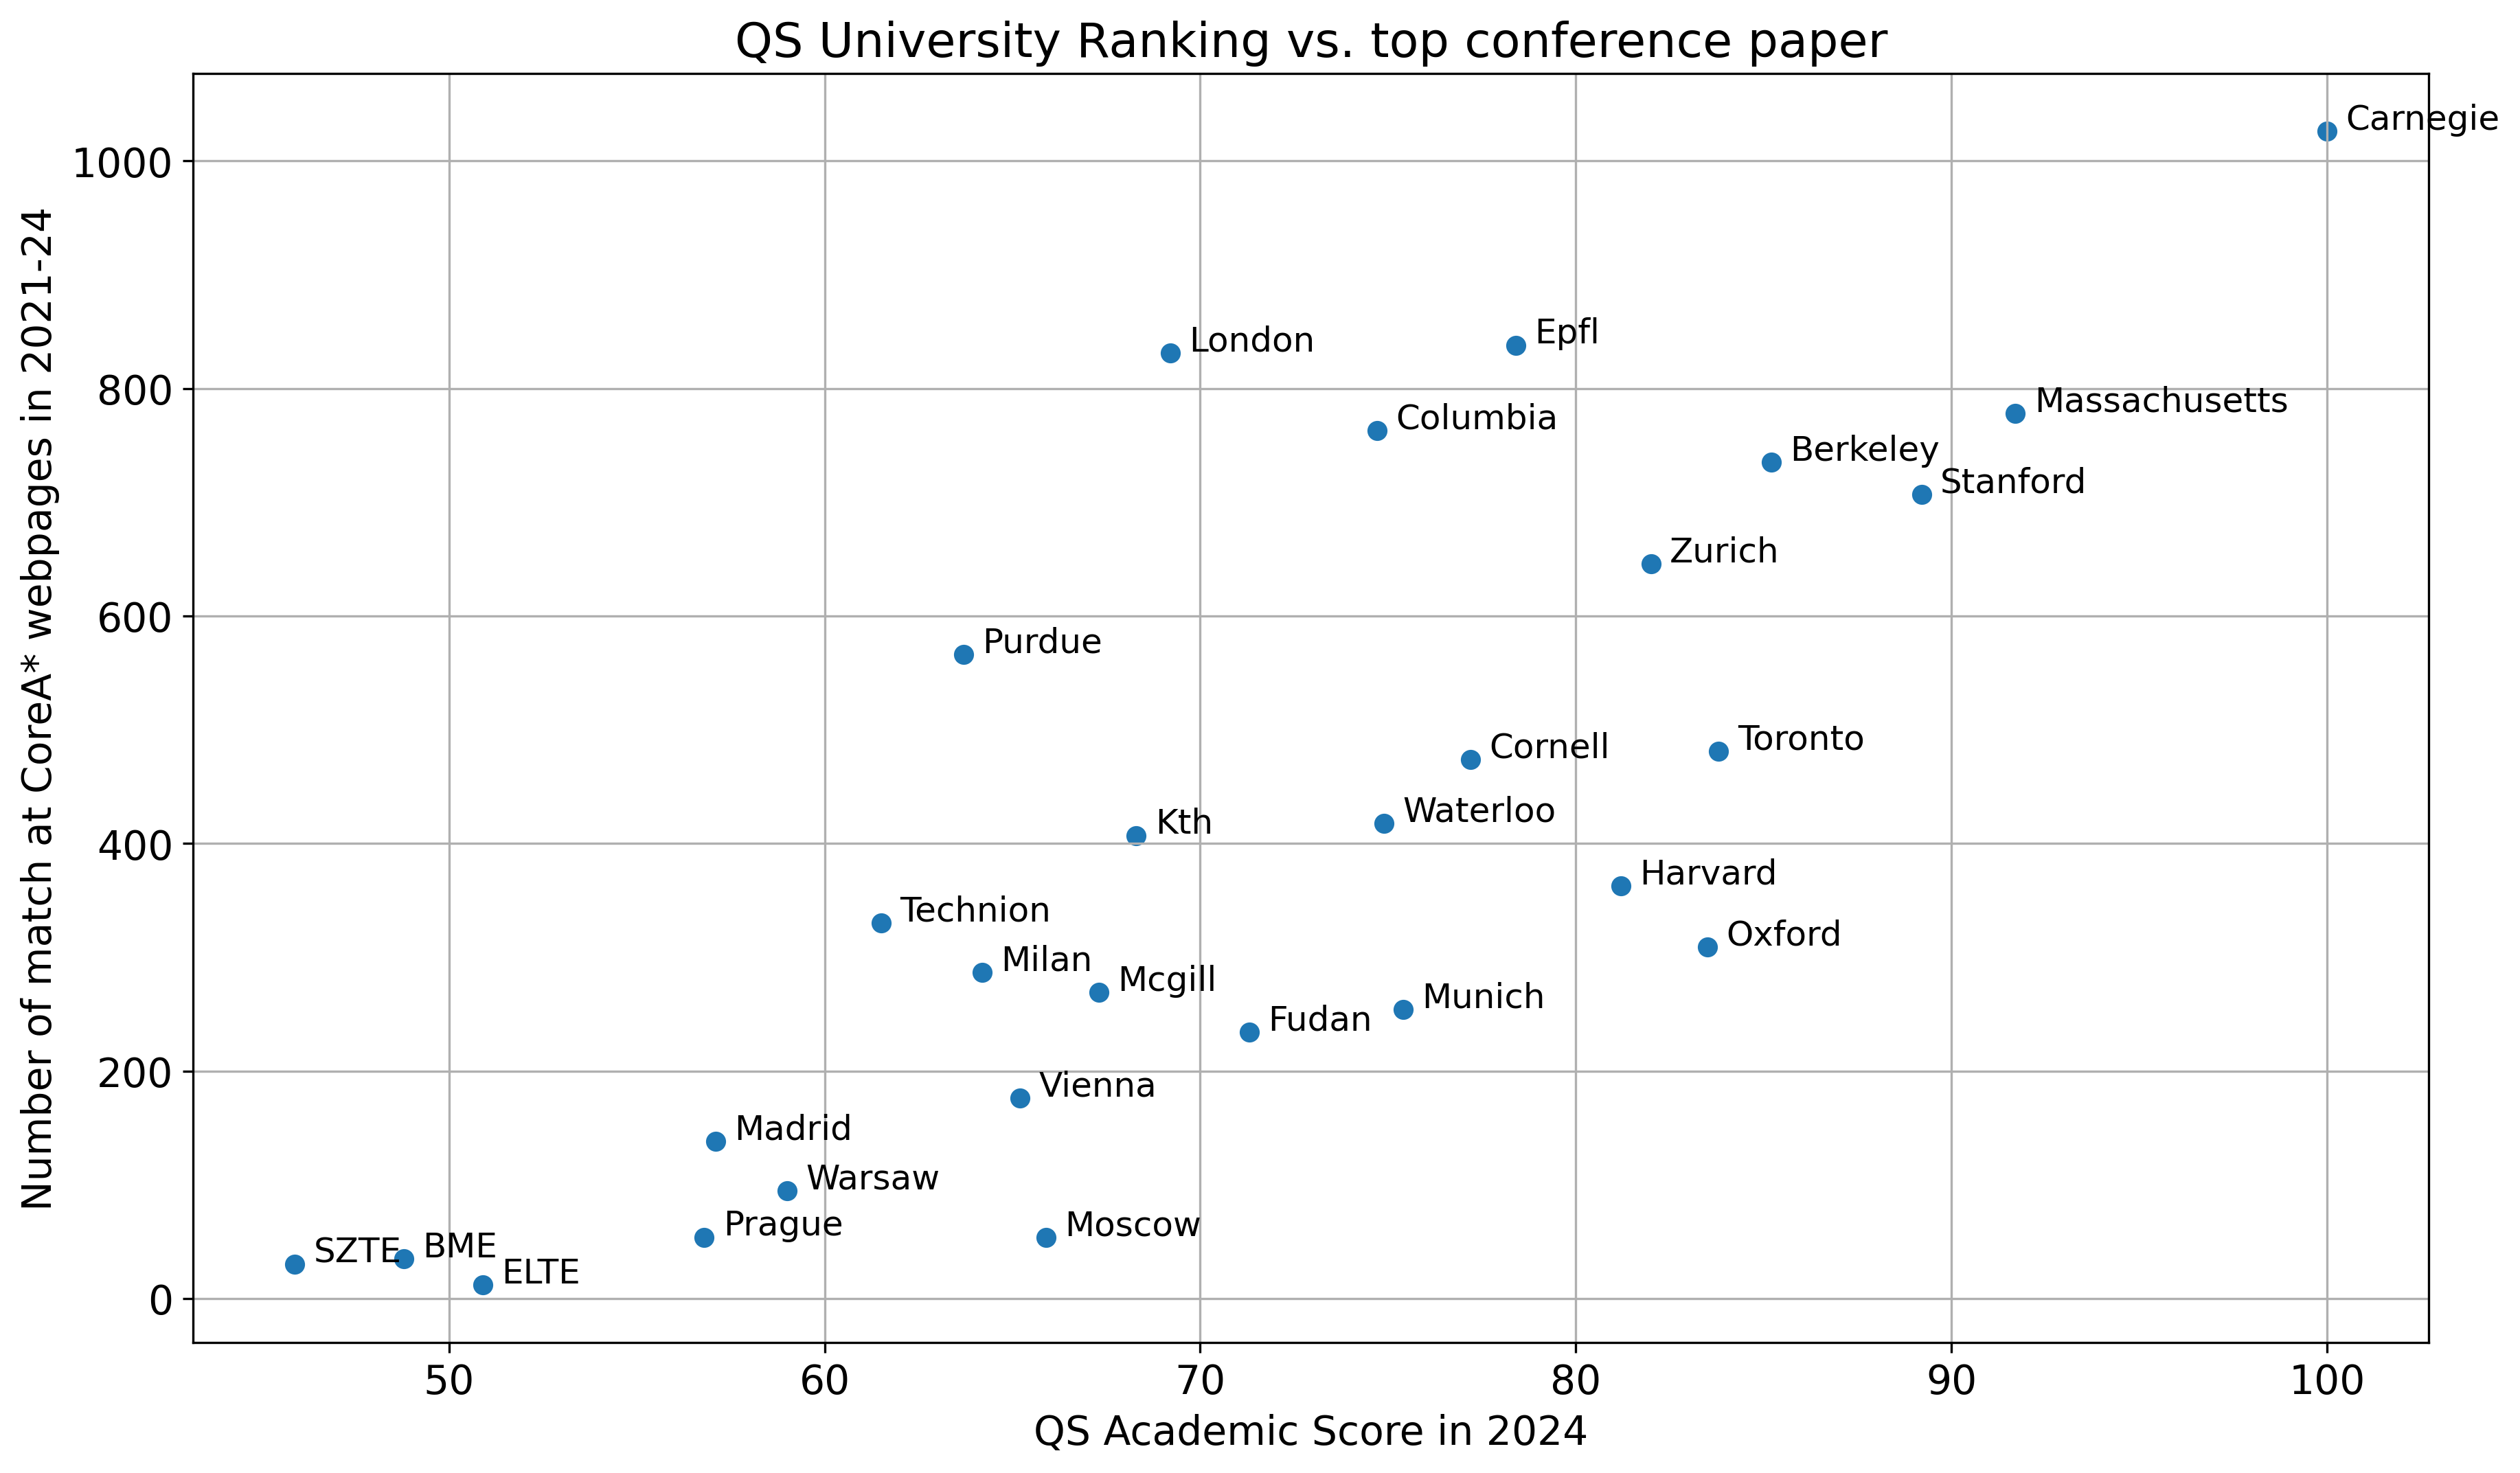 QS University Ranking vs. top conference paper
Number of match at CoreA* webpages in 2021-24
1000
800
600
400
200
0
Carnegie
London
Epfl
Massachusetts
Columbia
Berkeley
Stanford
Zurich
Purdue
Toronto
Cornell
Waterloo
Kth
Harvard
Technion
Oxford
Milan
Mcgill
Munich
Fudan
Vienna
Madrid
Warsaw
Prague
Moscow
SZTE
BME
ELTE
50 60 70 80 90 100
QS Academic Score in 2024